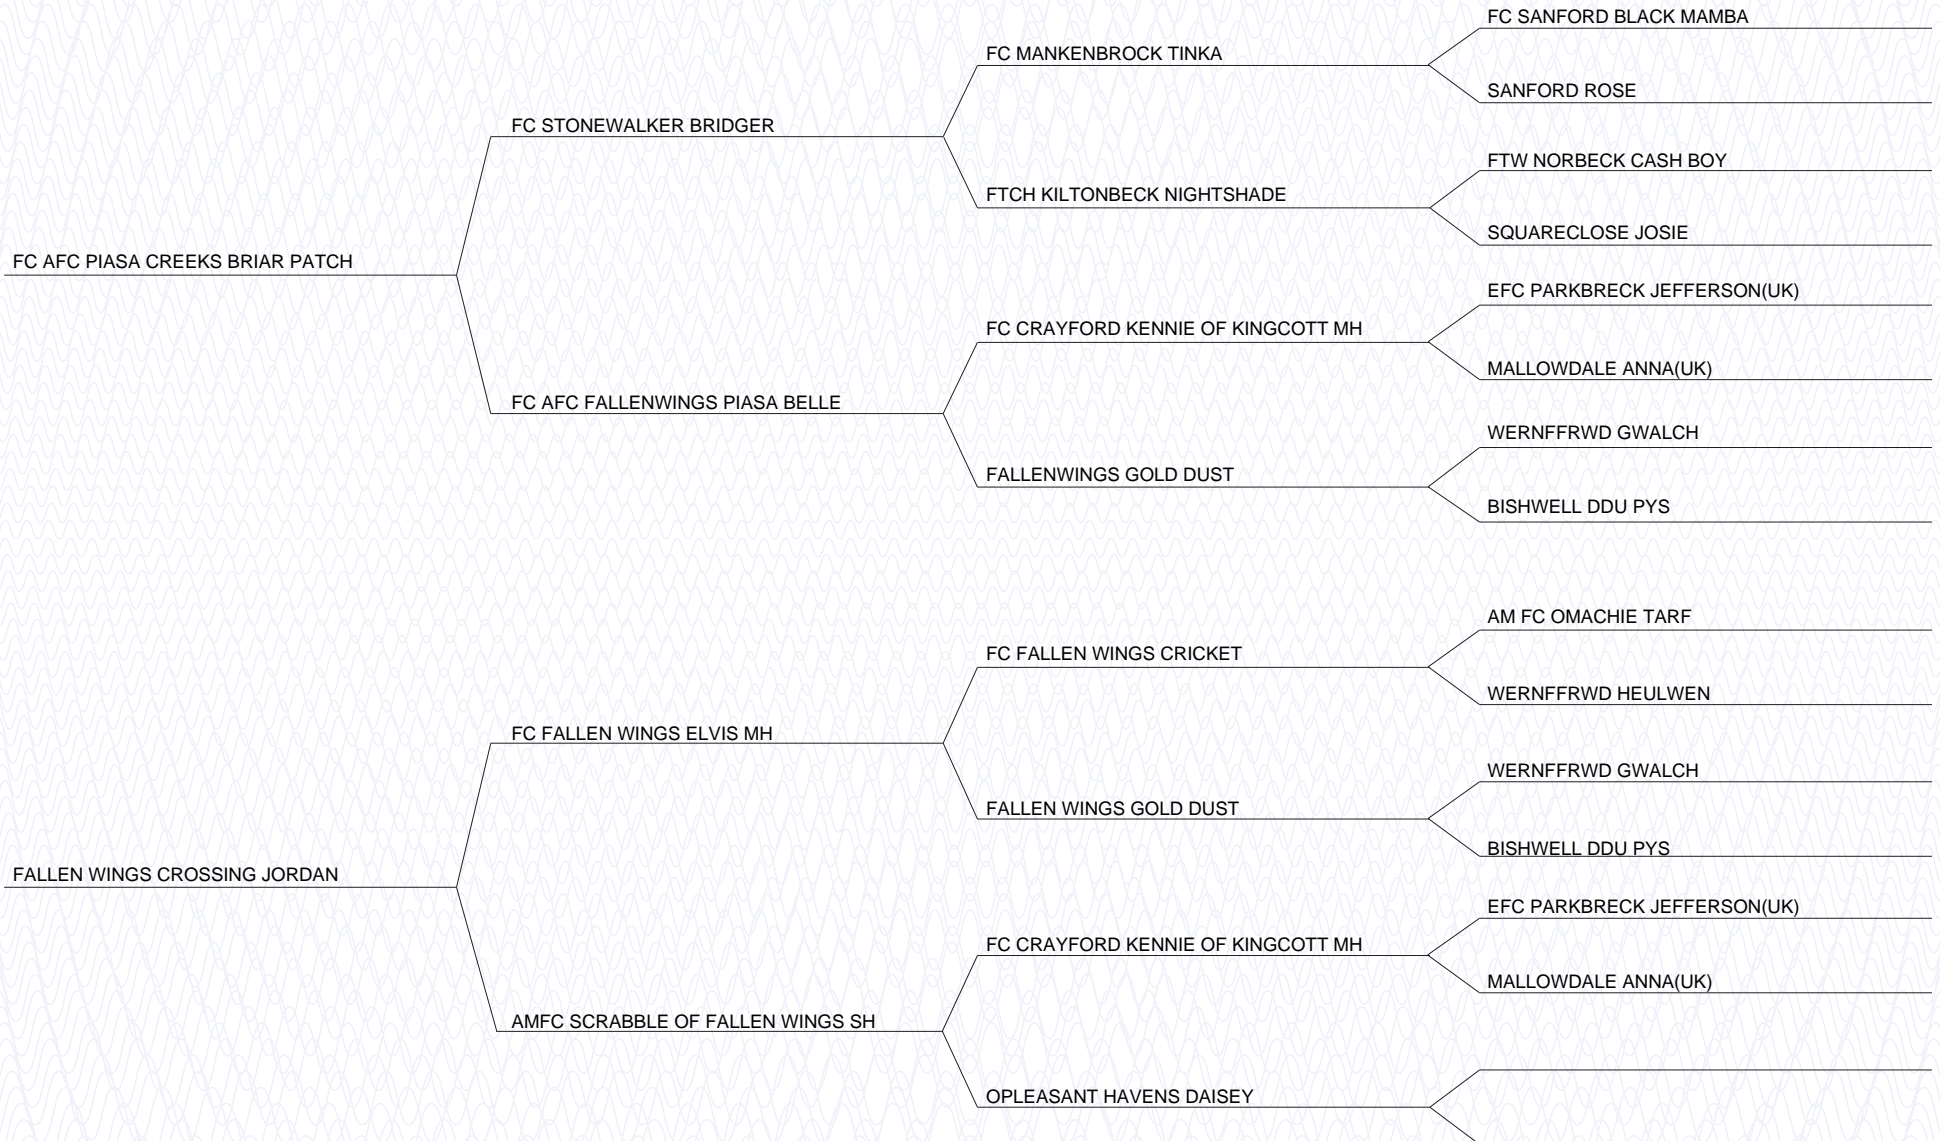 FC SANFORD BLACK MAMBA
FC MANKENBROCK TINKA
SANFORD ROSE
FC STONEWALKER BRIDGER
FTW NORBECK CASH BOY
FTCH KILTONBECK NIGHTSHADE
SQUARECLOSE JOSIE
FC AFC PIASA CREEKS BRIAR PATCH
EFC PARKBRECK JEFFERSON(UK)
FC CRAYFORD KENNIE OF KINGCOTT MH
MALLOWDALE ANNA(UK)
FC AFC FALLENWINGS PIASA BELLE
WERNFFRWD GWALCH
FALLENWINGS GOLD DUST
BISHWELL DDU PYS
AM FC OMACHIE TARF
FC FALLEN WINGS CRICKET
WERNFFRWD HEULWEN
FC FALLEN WINGS ELVIS MH
WERNFFRWD GWALCH
FALLEN WINGS GOLD DUST
BISHWELL DDU PYS
FALLEN WINGS CROSSING JORDAN
EFC PARKBRECK JEFFERSON(UK)
FC CRAYFORD KENNIE OF KINGCOTT MH
MALLOWDALE ANNA(UK)
AMFC SCRABBLE OF FALLEN WINGS SH
OPLEASANT HAVENS DAISEY